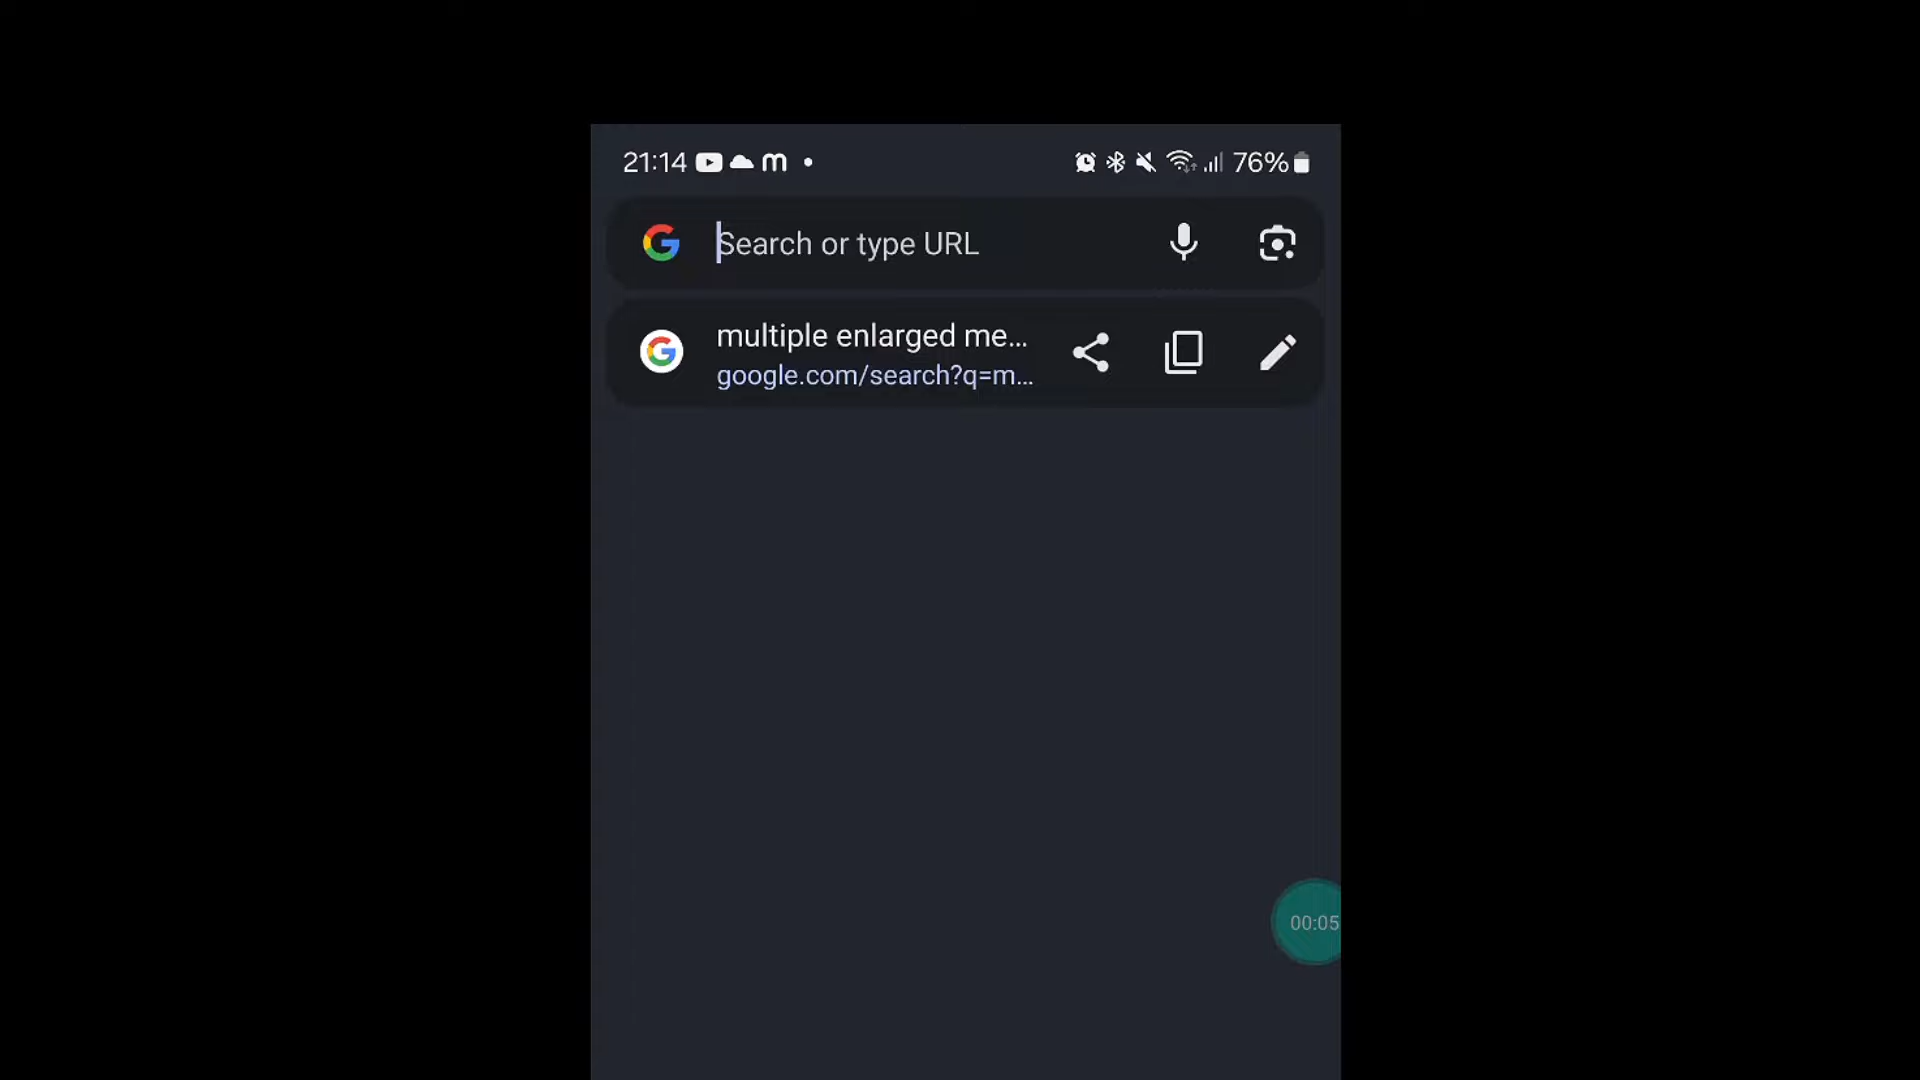 21:14 76%
Search or type URL
multiple enlarged me...
google.com/search?q=m...
00:05